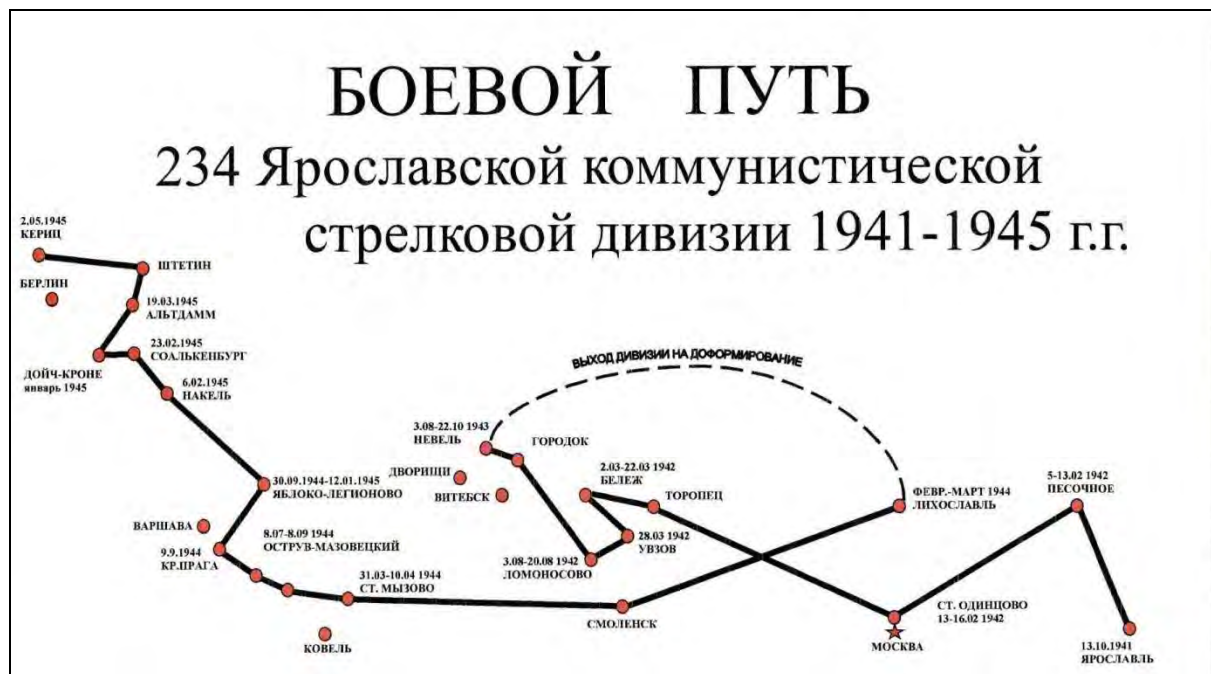 БОЕВОЙ ПУТЬ
234 Ярославской коммунистической
стрелковой дивизии 1941-1945 г.г.
2.05.1945
КЕРИЦ
ШТЕТИН
БЕРЛИН
19.03.1945
АЛЬТДАММ
23.02.1945
СОАЛЬКЕНБУРГ
ДОЙЧ-КРОНЕ
январь 1945
6.02.1945
НАКЕЛЬ
ВЫХОД ДИВИЗИИ НА ДОФОРМИРОВАНИЕ
3.08-22.10 1943
НЕВЕЛЬ
ГОРОДОК
ДВОРИЩИ
ВИТЕБСК
2.03-22.03 1942
БЕЛЕЖ
ТОРОПЕЦ
ФЕВР.-МАРТ 1944
ЛИХОСЛАВЛЬ
5-13.02 1942
ПЕСОЧНОЕ
30.09.1944-12.01.1945
ЯБЛОКО-ЛЕГИОНОВО
ВАРШАВА
8.07-8.09 1944
ОСТРУВ-МАЗОВЕЦКИЙ
9.9.1944
КР.ПРАГА
28.03 1942
УВЗОВ
3.08-20.08 1942
ЛОМОНОСОВО
31.03-10.04 1944
СТ. МЫЗОВО
СМОЛЕНСК
СТ. ОДИНЦОВО
13-16.02 1942
КОВЕЛЬ
МОСКВА
13.10.1941
ЯРОСЛАВЛЬ